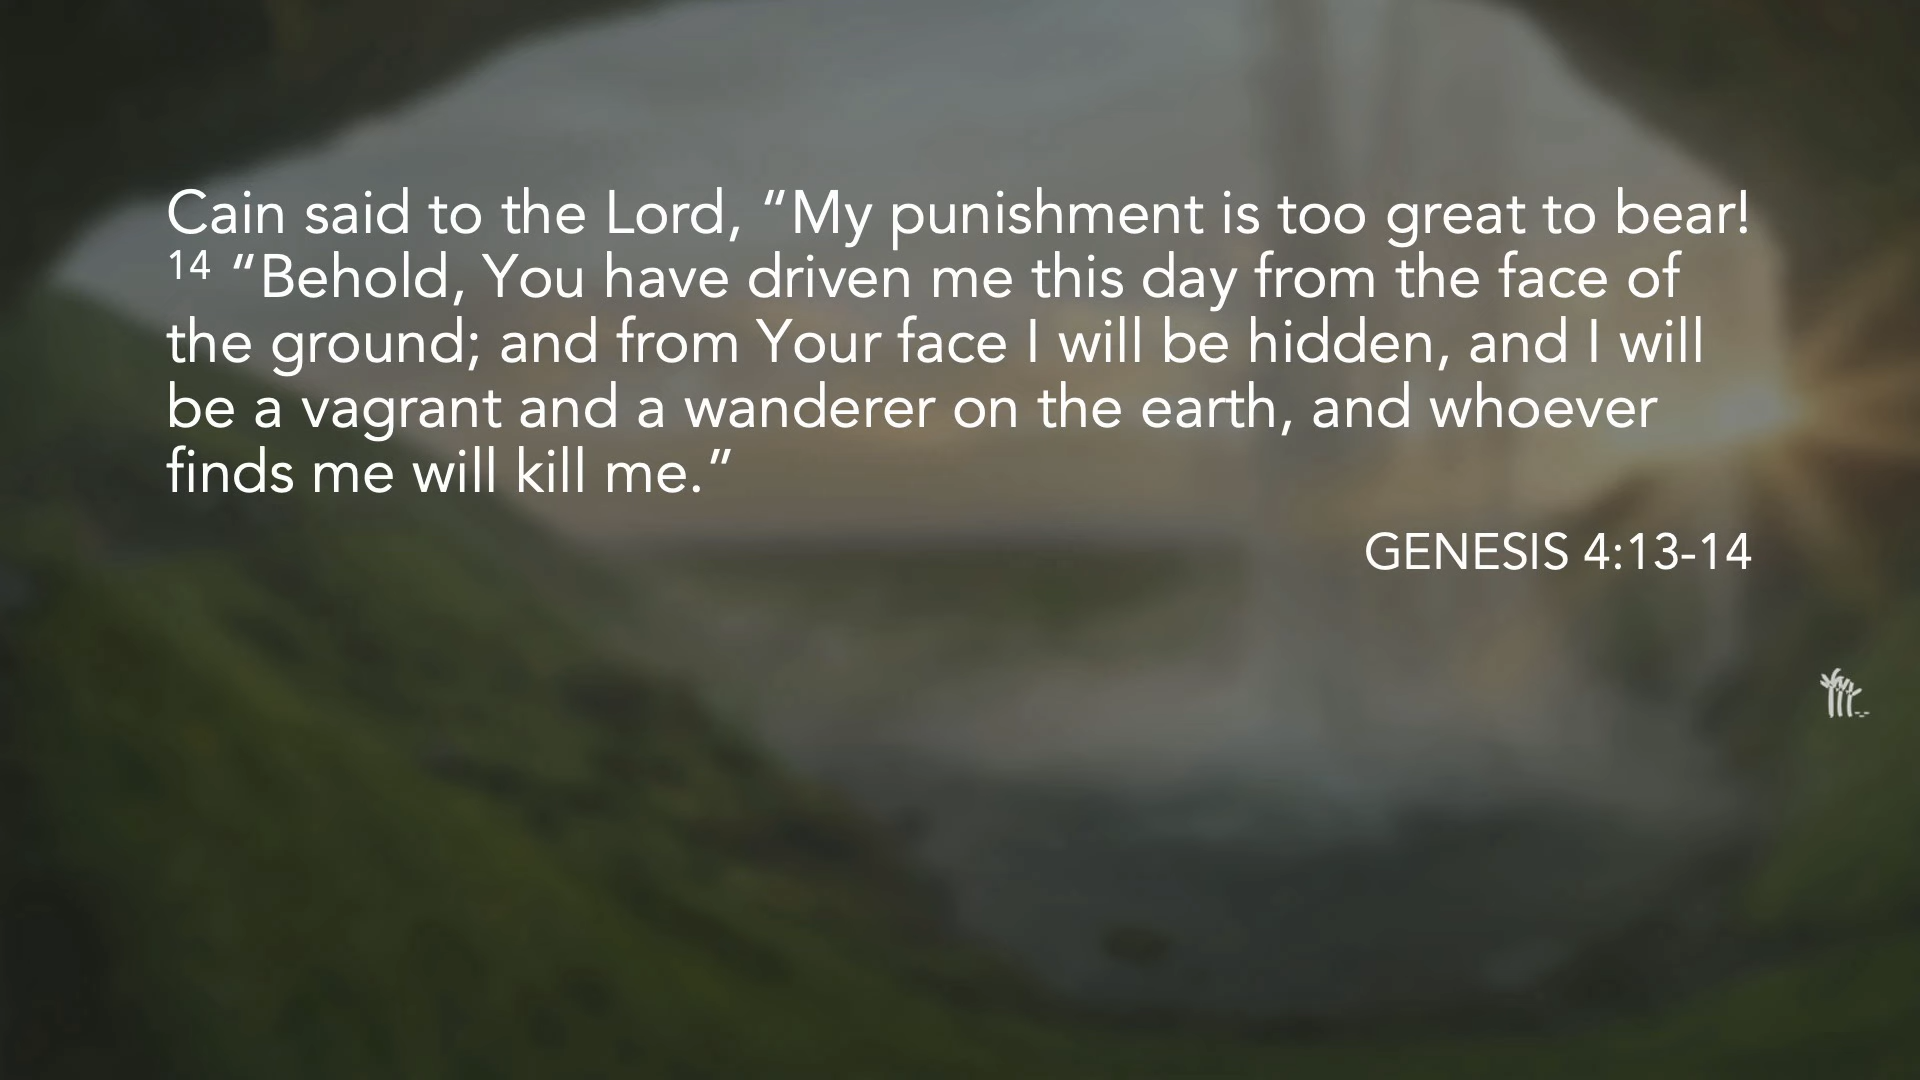 Cain said to the Lord, “My punishment is too great to bear!
14 “Behold, You have driven me this day from the face of
the ground; and from Your face I will be hidden, and I will
be a vagrant and a wanderer on the earth, and whoever
finds me will kill me.”
GENESIS 4:13-14